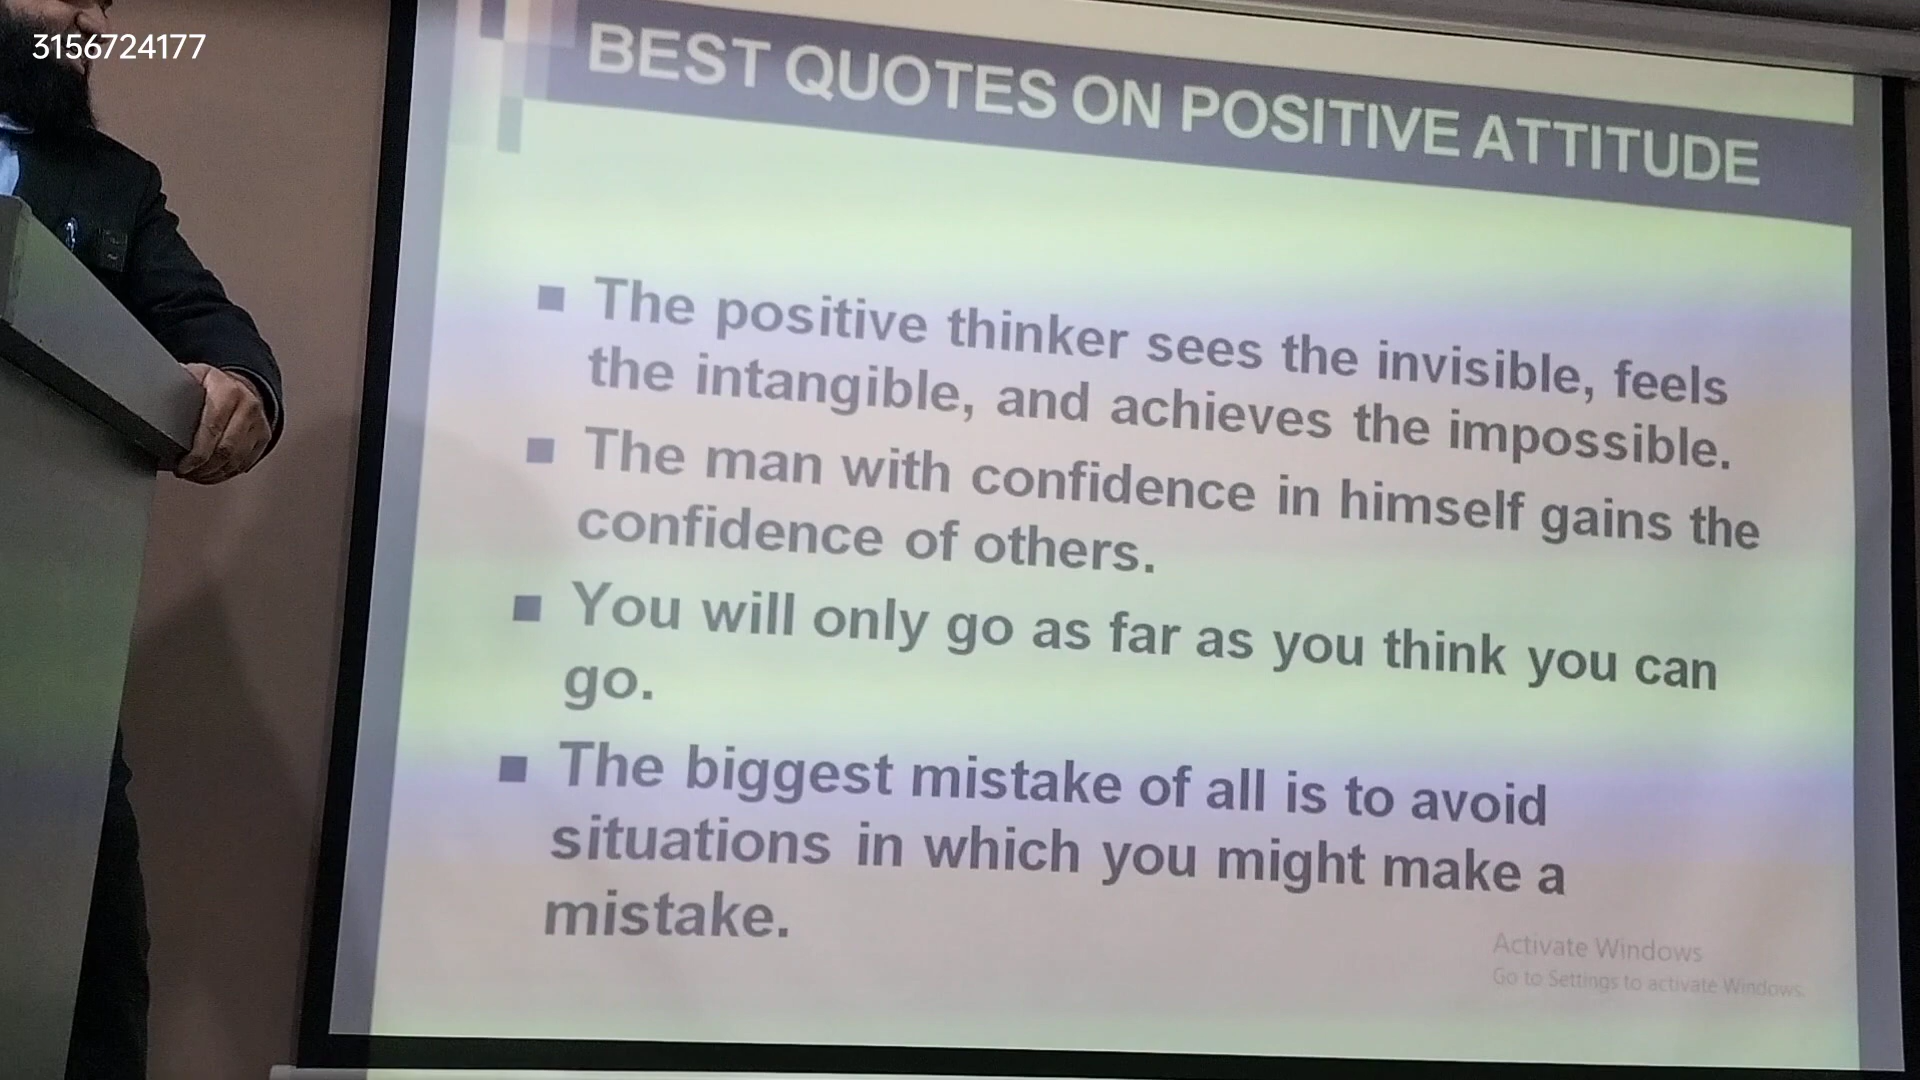 3156724177
BEST QUOTES ON POSITIVE ATTITUDE
■ The positive thinker sees the invisible, feels
the intangible, and achieves the impossible.
■ The man with confidence in himself gains the
confidence of others.
■ You will only go as far as you think you can
go.
■ The biggest mistake of all is to avoid
situations in which you might make a
mistake.
Activate Windows
Go to Settings to activate Windows.